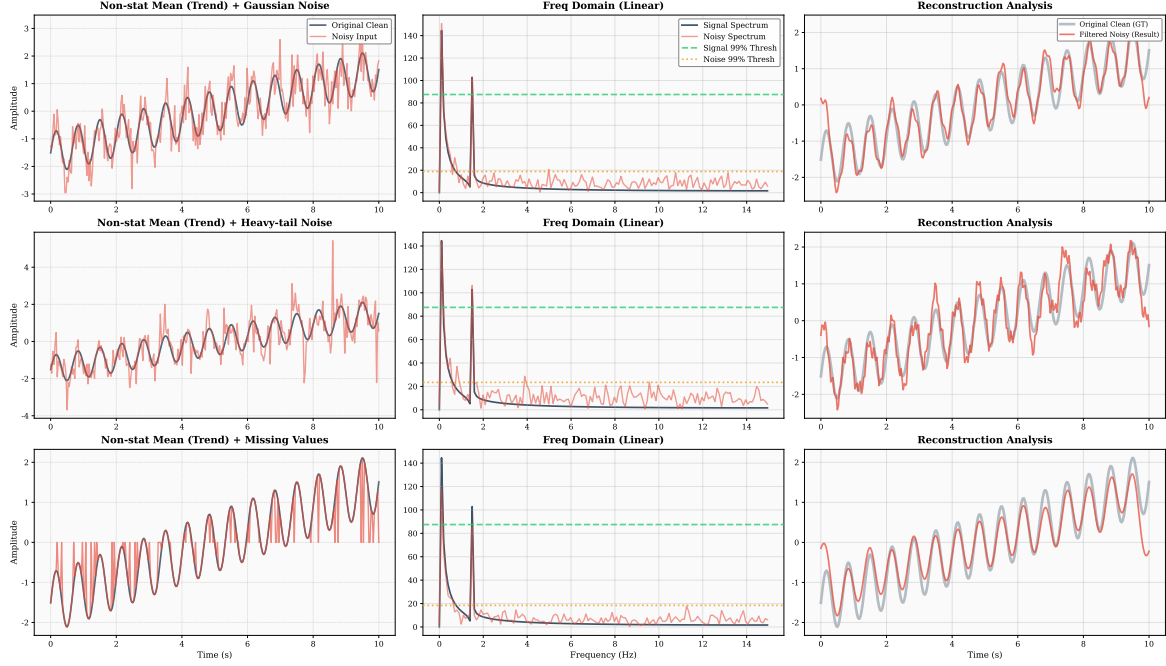 Non-stat Mean (Trend) + Gaussian Noise
Amplitude
3
2
1
0
-1
-2
-3
0 2 4 6 8 10
Original Clean
Noisy Input
Freq Domain (Linear)
140
120
100
80
60
40
20
0
0 2 4 6 8 10 12 14
Signal Spectrum
Noisy Spectrum
Signal 99% Thresh
Noise 99% Thresh
Reconstruction Analysis
2
1
0
-1
-2
0 2 4 6 8 10
Original Clean (GT)
Filtered Noisy (Result)
Non-stat Mean (Trend) + Heavy-tail Noise
Amplitude
4
2
0
-2
-4
0 2 4 6 8 10
Freq Domain (Linear)
140
120
100
80
60
40
20
0
0 2 4 6 8 10 12 14
Reconstruction Analysis
2
1
0
-1
-2
0 2 4 6 8 10
Non-stat Mean (Trend) + Missing Values
Amplitude
2
1
0
-1
-2
0 2 4 6 8 10
Time (s)
Freq Domain (Linear)
140
120
100
80
60
40
20
0
0 2 4 6 8 10 12 14
Frequency (Hz)
Reconstruction Analysis
2
1
0
-1
-2
0 2 4 6 8 10
Time (s)